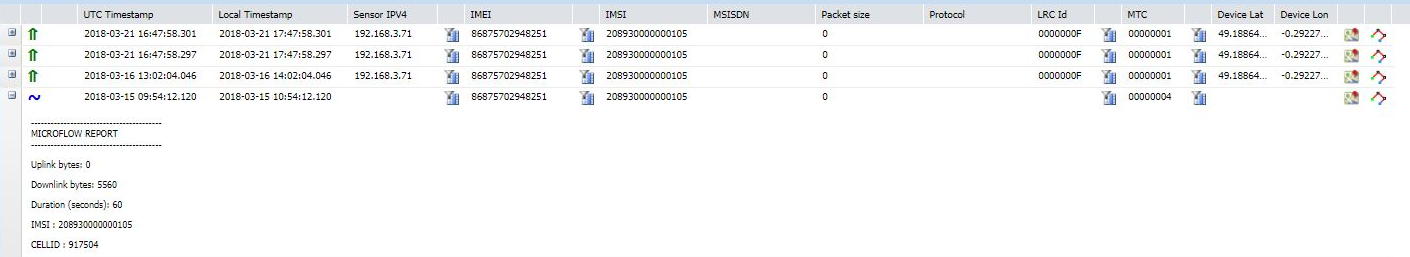 UTC Timestamp Local Timestamp Sensor IPV4 IMEI IMSI MSISDN Packet size Protocol LRC Id MTC Device Lat Device Lon
2018-03-21 16:47:58.301 2018-03-21 17:47:58.301 192.168.3.71 86875702948251 208930000000105 0 0000000F 00000001 49.18864... -0.29227...
2018-03-21 16:47:58.297 2018-03-21 17:47:58.297 192.168.3.71 86875702948251 208930000000105 0 0000000F 00000001 49.18864... -0.29227...
2018-03-16 13:02:04.046 2018-03-16 14:02:04.046 192.168.3.71 86875702948251 208930000000105 0 0000000F 00000001 49.18864... -0.29227...
2018-03-15 09:54:12.120 2018-03-15 10:54:12.120 86875702948251 208930000000105 0 00000004
----------------------------------------
MICROFLOW REPORT
----------------------------------------
Uplink bytes: 0
Downlink bytes: 5560
Duration (seconds): 60
IMSI : 208930000000105
CELLID : 917504